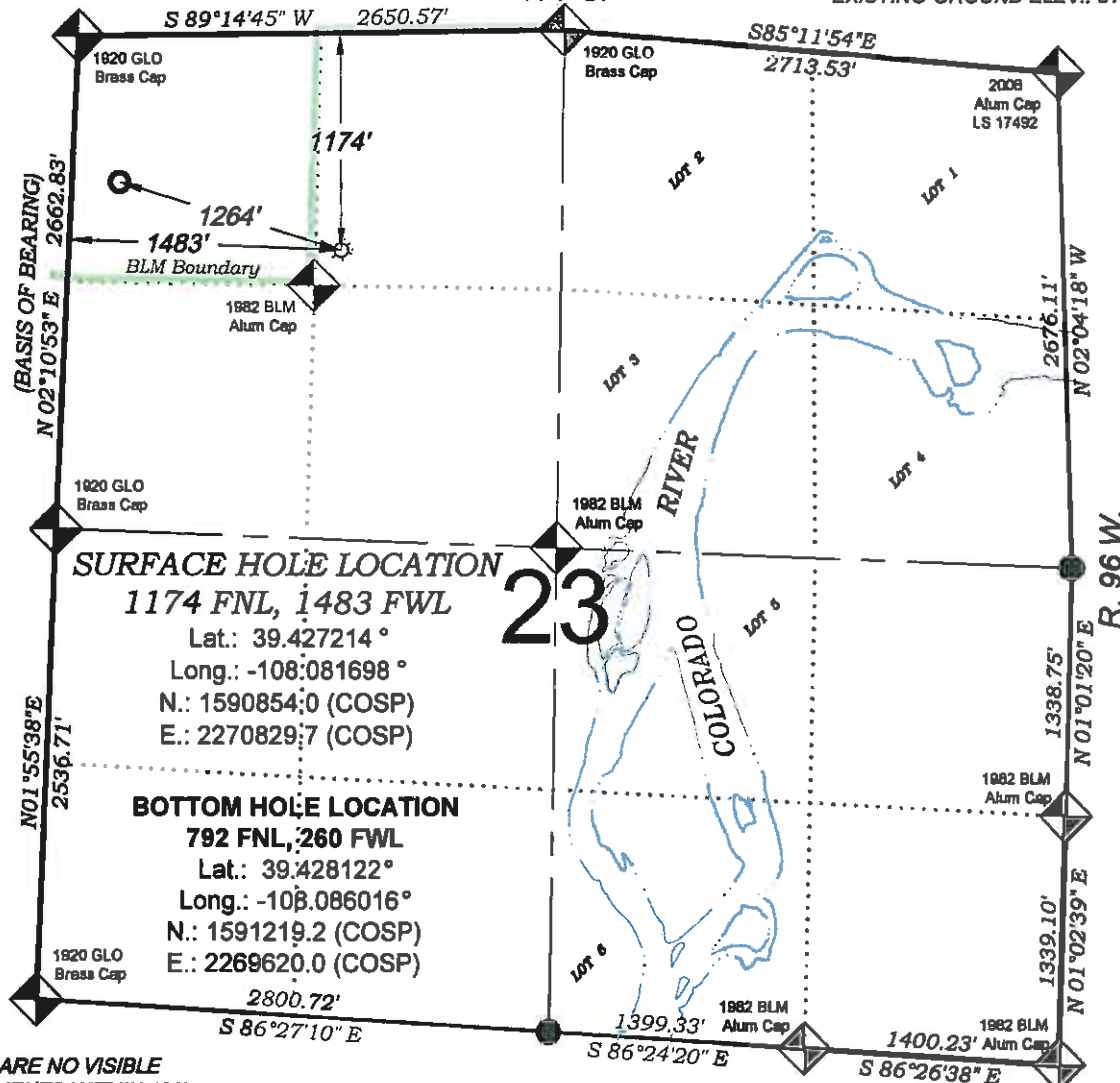 S 89°14'45" W 2650.57'
S85°11'54"E
2713.53'
1920 GLO
Brass Cap
1920 GLO
Brass Cap
2008
Alum Cap
LS 17492
1174'
LOT 2
LOT 1
(BASIS OF BEARING)
N 02°10'53" E 2662.83'
1264'
1483'
BLM Boundary
1982 BLM
Alum Cap
2676.11'
N 02°04'18" W
LOT 3
LOT 4
RIVER
1920 GLO
Brass Cap
1982 BLM
Alum Cap
R. 96 W.
SURFACE HOLE LOCATION
1174 FNL, 1483 FWL
Lat.: 39.427214 °
Long.: -108.081698 °
N.: 1590854.0 (COSP)
E.: 2270829.7 (COSP)
23
LOT 5
COLORADO
1338.75'
N 01°01'20" E
N01°55'38"E
2536.71'
1982 BLM
Alum Cap
BOTTOM HOLE LOCATION
792 FNL, 260 FWL
Lat.: 39.428122°
Long.: -108.086016°
N.: 1591219.2 (COSP)
E.: 2269620.0 (COSP)
1339.10'
N 01°02'39" E
LOT 6
1920 GLO
Brass Cap
2800.72'
S 86°27'10" E
1399.33'
S 86°24'20" E
1982 BLM
Alum Cap
1400.23'
S 86°26'38" E
1982 BLM
Alum Cap
ARE NO VISIBLE